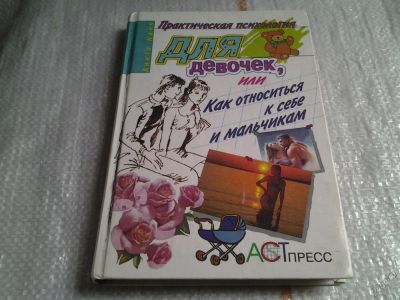 Практическая психология
для
девочек,
или
Как относиться
к себе
и мальчикам
АСТ ПРЕСС